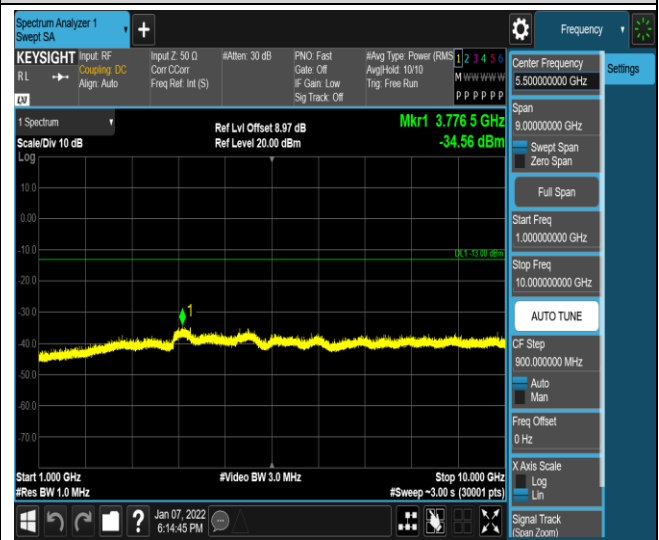 Spectrum Analyzer 1
Swept SA
+
Frequency
KEYSIGHT
RL
LXI
Input: RF
Coupling: DC
Align: Auto
Input Z: 50 Ω
Corr CCorr
Freq Ref: Int (S)
#Atten: 30 dB
PNO: Fast
Gate: Off
IF Gain: Low
Sig Track: Off
#Avg Type: Power (RMS
Avg|Hold: 10/10
Trig: Free Run
1 2 3 4 5 6
M W W W W W
P P P P P P
1 Spectrum
Scale/Div 10 dB
Log
Ref Lvl Offset 8.97 dB
Ref Level 20.00 dBm
Mkr1 3.776 5 GHz
-34.56 dBm
10.0
0.00
-10.0
DL1 -13.00 dBm
-20.0
-30.0
1
-40.0
-50.0
-60.0
-70.0
Start 1.000 GHz
#Res BW 1.0 MHz
#Video BW 3.0 MHz
Stop 10.000 GHz
#Sweep ~3.00 s (30001 pts)
Center Frequency
5.500000000 GHz
Span
9.00000000 GHz
Swept Span
Zero Span
Full Span
Start Freq
1.000000000 GHz
Stop Freq
10.000000000 GHz
AUTO TUNE
CF Step
900.000000 MHz
Auto
Man
Freq Offset
0 Hz
X Axis Scale
Log
Lin
Signal Track
(Span Zoom)
Settings
?
Jan 07, 2022
6:14:45 PM